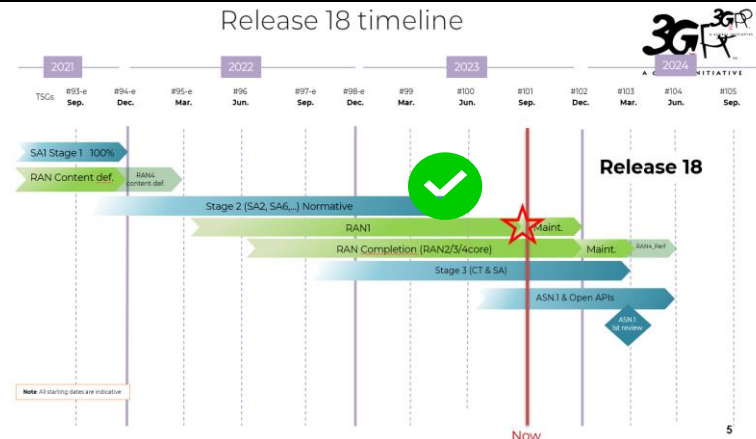 Release 18 timeline
3GPP
A GLOBAL INITIATIVE
2021
2022
2023
2024
TSGs
#93-e
Sep.
#94-e
Dec.
#95-e
Mar.
#96
Jun.
#97-e
Sep.
#98-e
Dec.
#99
Mar.
#100
Jun.
#101
Sep.
#102
Dec.
#103
Mar.
#104
Jun.
#105
Sep.
SA1 Stage 1 100%
RAN Content def.
RAN4
content def.
Release 18
Stage 2 (SA2, SA6,...) Normative
RAN1
Maint.
RAN Completion (RAN2/3/4core)
Maint.
RAN4_Perf
Stage 3 (CT & SA)
ASN.1 & Open APIs
ASN.1
1st review
Note: All starting dates are indicative
Now
5